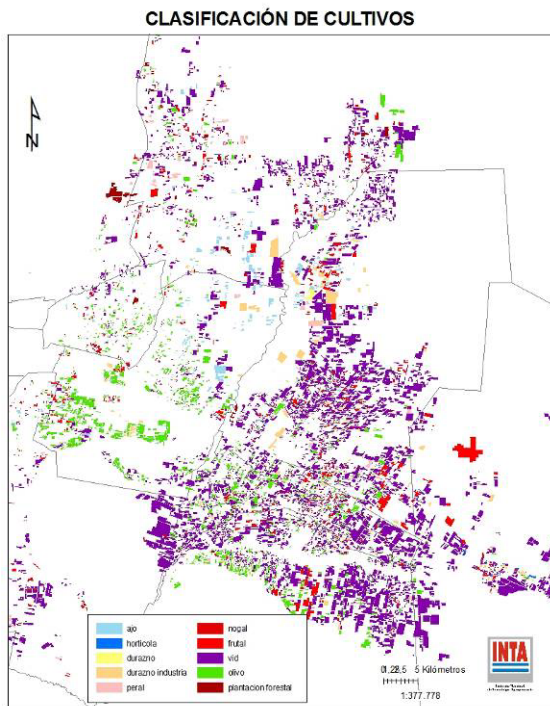 CLASIFICACIÓN DE CULTIVOS
N
ajo
horticola
durazno
durazno industria
peral
nogal
frutal
vid
olivo
plantacion forestal
5 Kilómetros
1:377.778
INTA